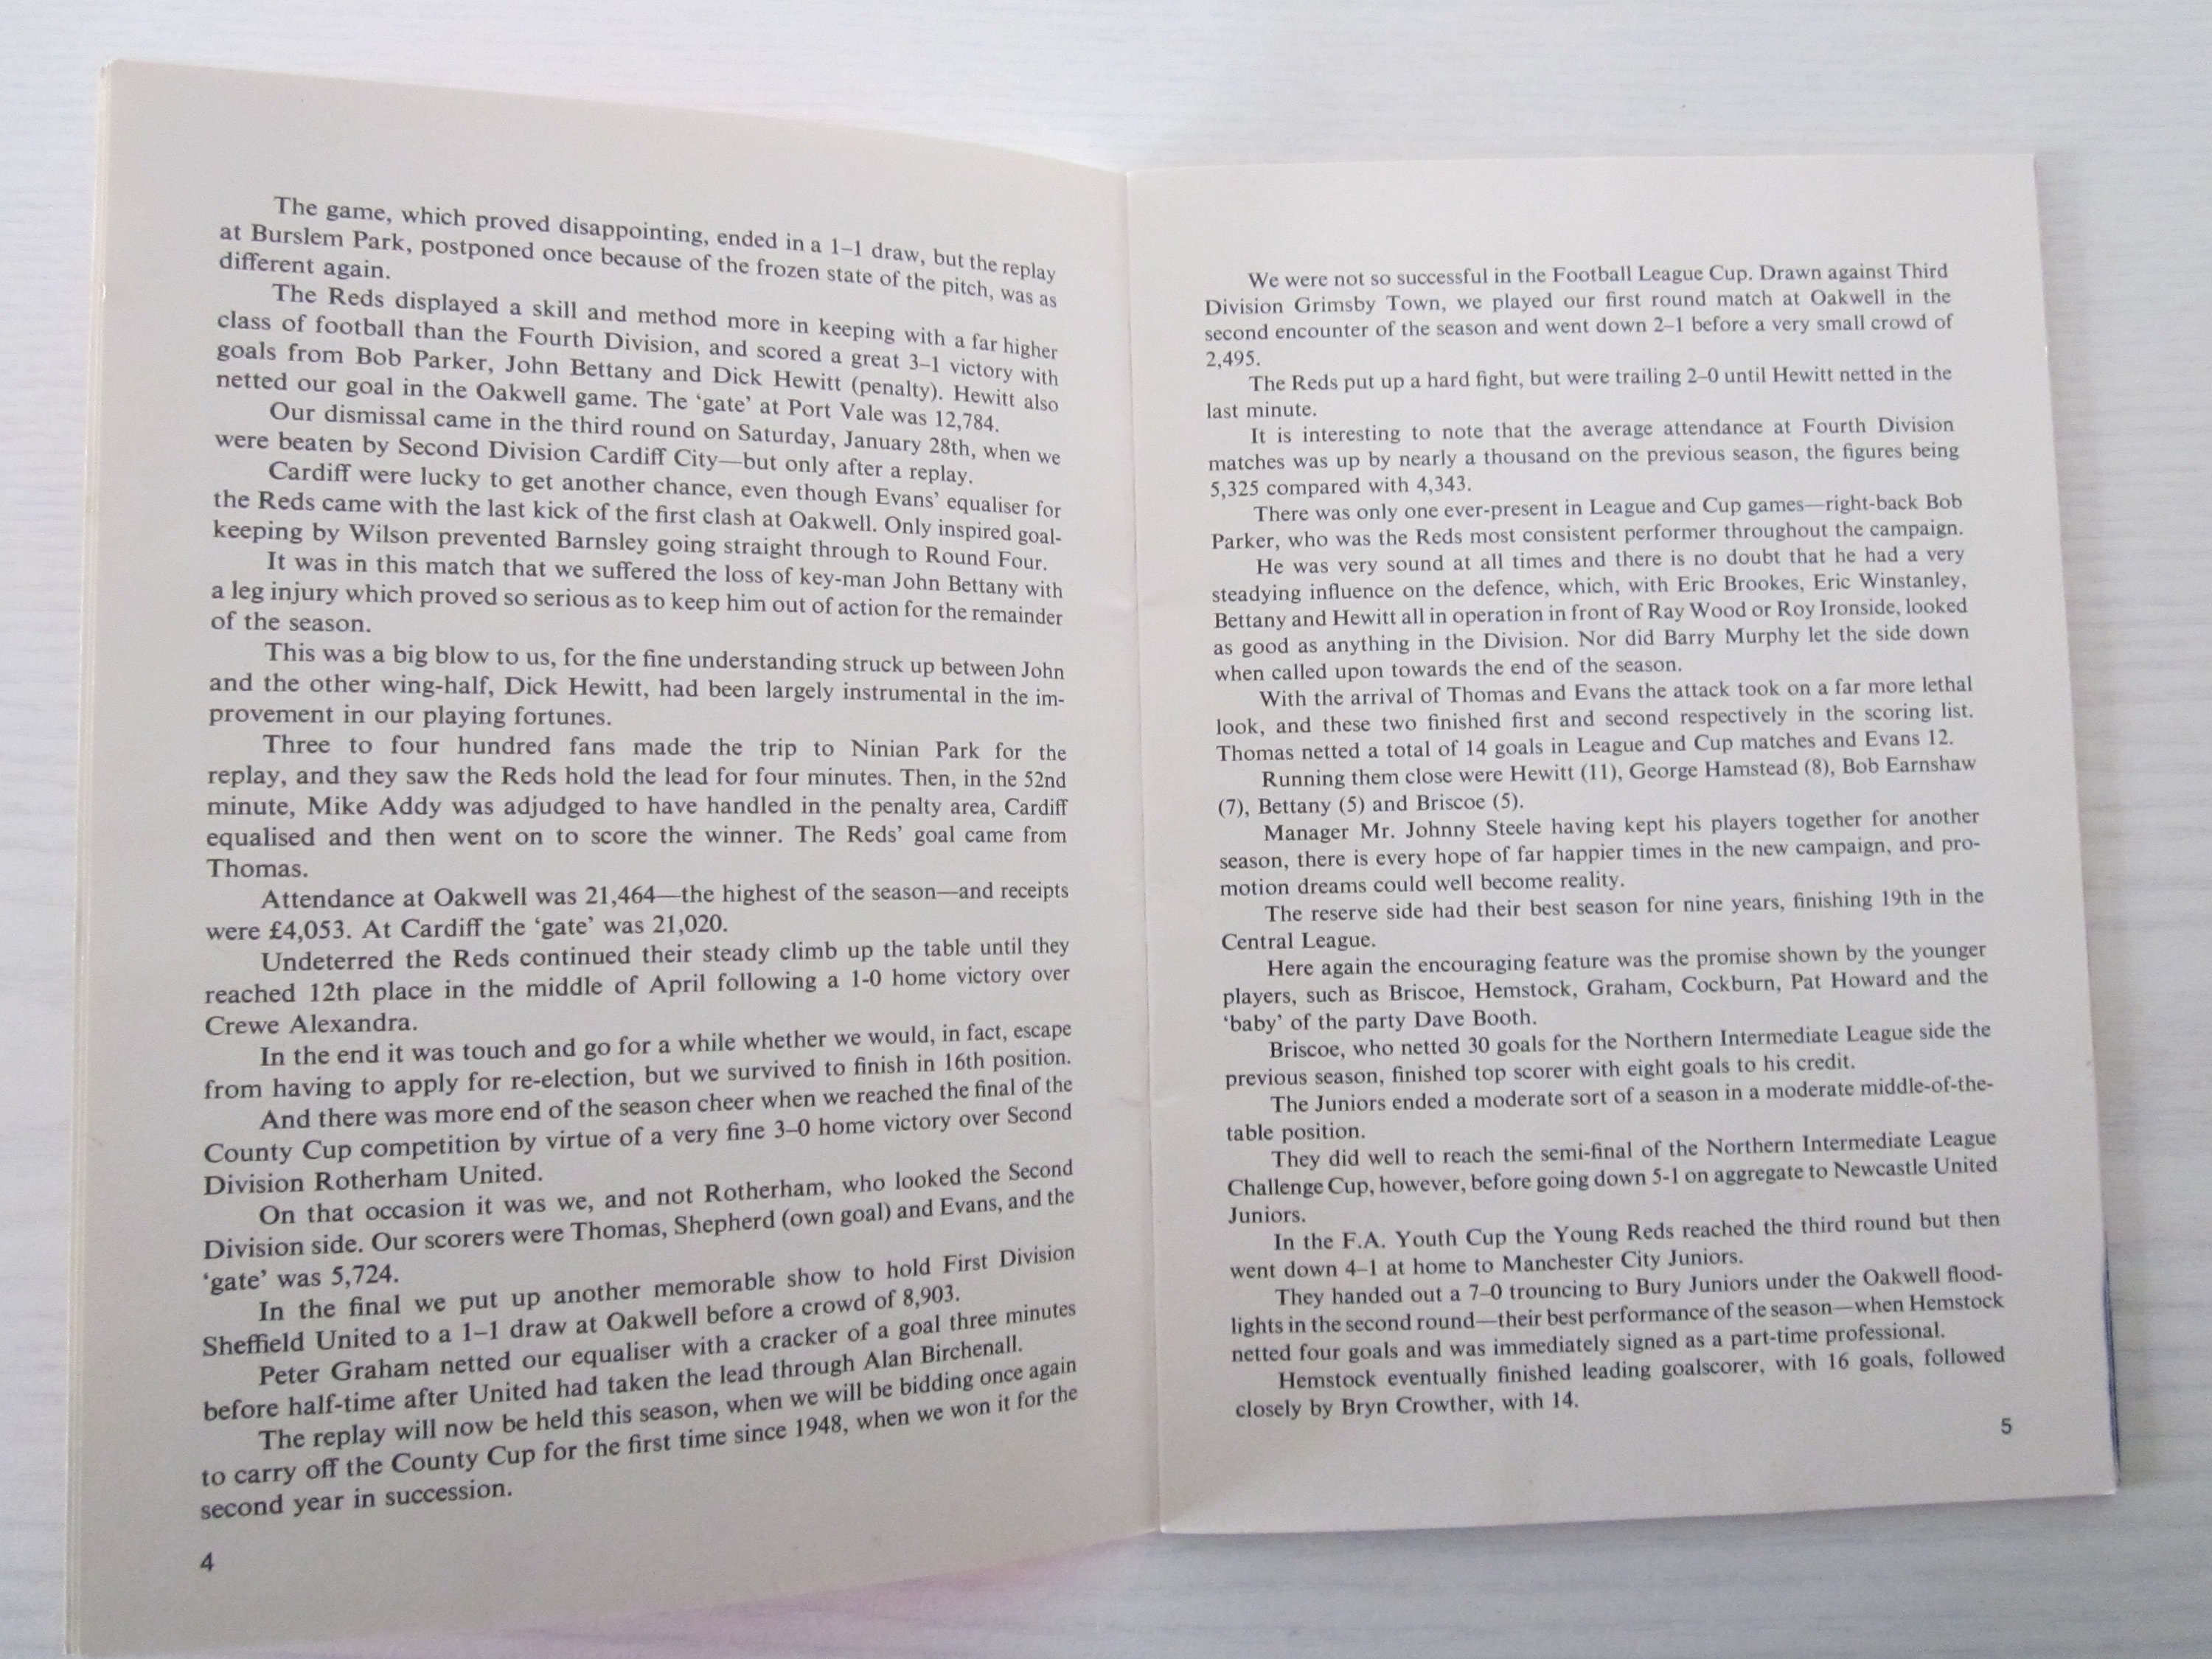 The game, which proved disappointing, ended in a 1–1 draw, but the replay
at Burslem Park, postponed once because of the frozen state of the pitch, was as
different again.
The Reds displayed a skill and method more in keeping with a far higher
class of football than the Fourth Division, and scored a great 3–1 victory with
goals from Bob Parker, John Bettany and Dick Hewitt (penalty). Hewitt also
netted our goal in the Oakwell game. The ‘gate’ at Port Vale was 12,784.
Our dismissal came in the third round on Saturday, January 28th, when we
were beaten by Second Division Cardiff City—but only after a replay.
Cardiff were lucky to get another chance, even though Evans’ equaliser for
the Reds came with the last kick of the first clash at Oakwell. Only inspired goal-
keeping by Wilson prevented Barnsley going straight through to Round Four.
It was in this match that we suffered the loss of key-man John Bettany with
a leg injury which proved so serious as to keep him out of action for the remainder
of the season.
This was a big blow to us, for the fine understanding struck up between John
and the other wing-half, Dick Hewitt, had been largely instrumental in the im-
provement in our playing fortunes.
Three to four hundred fans made the trip to Ninian Park for the
replay, and they saw the Reds hold the lead for four minutes. Then, in the 52nd
minute, Mike Addy was adjudged to have handled in the penalty area, Cardiff
equalised and then went on to score the winner. The Reds’ goal came from
Thomas.
Attendance at Oakwell was 21,464—the highest of the season—and receipts
were £4,053. At Cardiff the ‘gate’ was 21,020.
Undeterred the Reds continued their steady climb up the table until they
reached 12th place in the middle of April following a 1-0 home victory over
Crewe Alexandra.
In the end it was touch and go for a while whether we would, in fact, escape
from having to apply for re-election, but we survived to finish in 16th position.
And there was more end of the season cheer when we reached the final of the
County Cup competition by virtue of a very fine 3–0 home victory over Second
Division Rotherham United.
On that occasion it was we, and not Rotherham, who looked the Second
Division side. Our scorers were Thomas, Shepherd (own goal) and Evans, and the
‘gate’ was 5,724.
In the final we put up another memorable show to hold First Division
Sheffield United to a 1–1 draw at Oakwell before a crowd of 8,903.
Peter Graham netted our equaliser with a cracker of a goal three minutes
before half-time after United had taken the lead through Alan Birchenall.
The replay will now be held this season, when we will be bidding once again
to carry off the County Cup for the first time since 1948, when we won it for the
second year in succession.
4
We were not so successful in the Football League Cup. Drawn against Third
Division Grimsby Town, we played our first round match at Oakwell in the
second encounter of the season and went down 2–1 before a very small crowd of
2,495.
The Reds put up a hard fight, but were trailing 2–0 until Hewitt netted in the
last minute.
It is interesting to note that the average attendance at Fourth Division
matches was up by nearly a thousand on the previous season, the figures being
5,325 compared with 4,343.
There was only one ever-present in League and Cup games—right-back Bob
Parker, who was the Reds most consistent performer throughout the campaign.
He was very sound at all times and there is no doubt that he had a very
steadying influence on the defence, which, with Eric Brookes, Eric Winstanley,
Bettany and Hewitt all in operation in front of Ray Wood or Roy Ironside, looked
as good as anything in the Division. Nor did Barry Murphy let the side down
when called upon towards the end of the season.
With the arrival of Thomas and Evans the attack took on a far more lethal
look, and these two finished first and second respectively in the scoring list.
Thomas netted a total of 14 goals in League and Cup matches and Evans 12.
Running them close were Hewitt (11), George Hamstead (8), Bob Earnshaw
(7), Bettany (5) and Briscoe (5).
Manager Mr. Johnny Steele having kept his players together for another
season, there is every hope of far happier times in the new campaign, and pro-
motion dreams could well become reality.
The reserve side had their best season for nine years, finishing 19th in the
Central League.
Here again the encouraging feature was the promise shown by the younger
players, such as Briscoe, Hemstock, Graham, Cockburn, Pat Howard and the
‘baby’ of the party Dave Booth.
Briscoe, who netted 30 goals for the Northern Intermediate League side the
previous season, finished top scorer with eight goals to his credit.
The Juniors ended a moderate sort of a season in a moderate middle-of-the-
table position.
They did well to reach the semi-final of the Northern Intermediate League
Challenge Cup, however, before going down 5-1 on aggregate to Newcastle United
Juniors.
In the F.A. Youth Cup the Young Reds reached the third round but then
went down 4–1 at home to Manchester City Juniors.
They handed out a 7–0 trouncing to Bury Juniors under the Oakwell flood-
lights in the second round—their best performance of the season—when Hemstock
netted four goals and was immediately signed as a part-time professional.
Hemstock eventually finished leading goalscorer, with 16 goals, followed
closely by Bryn Crowther, with 14.
5